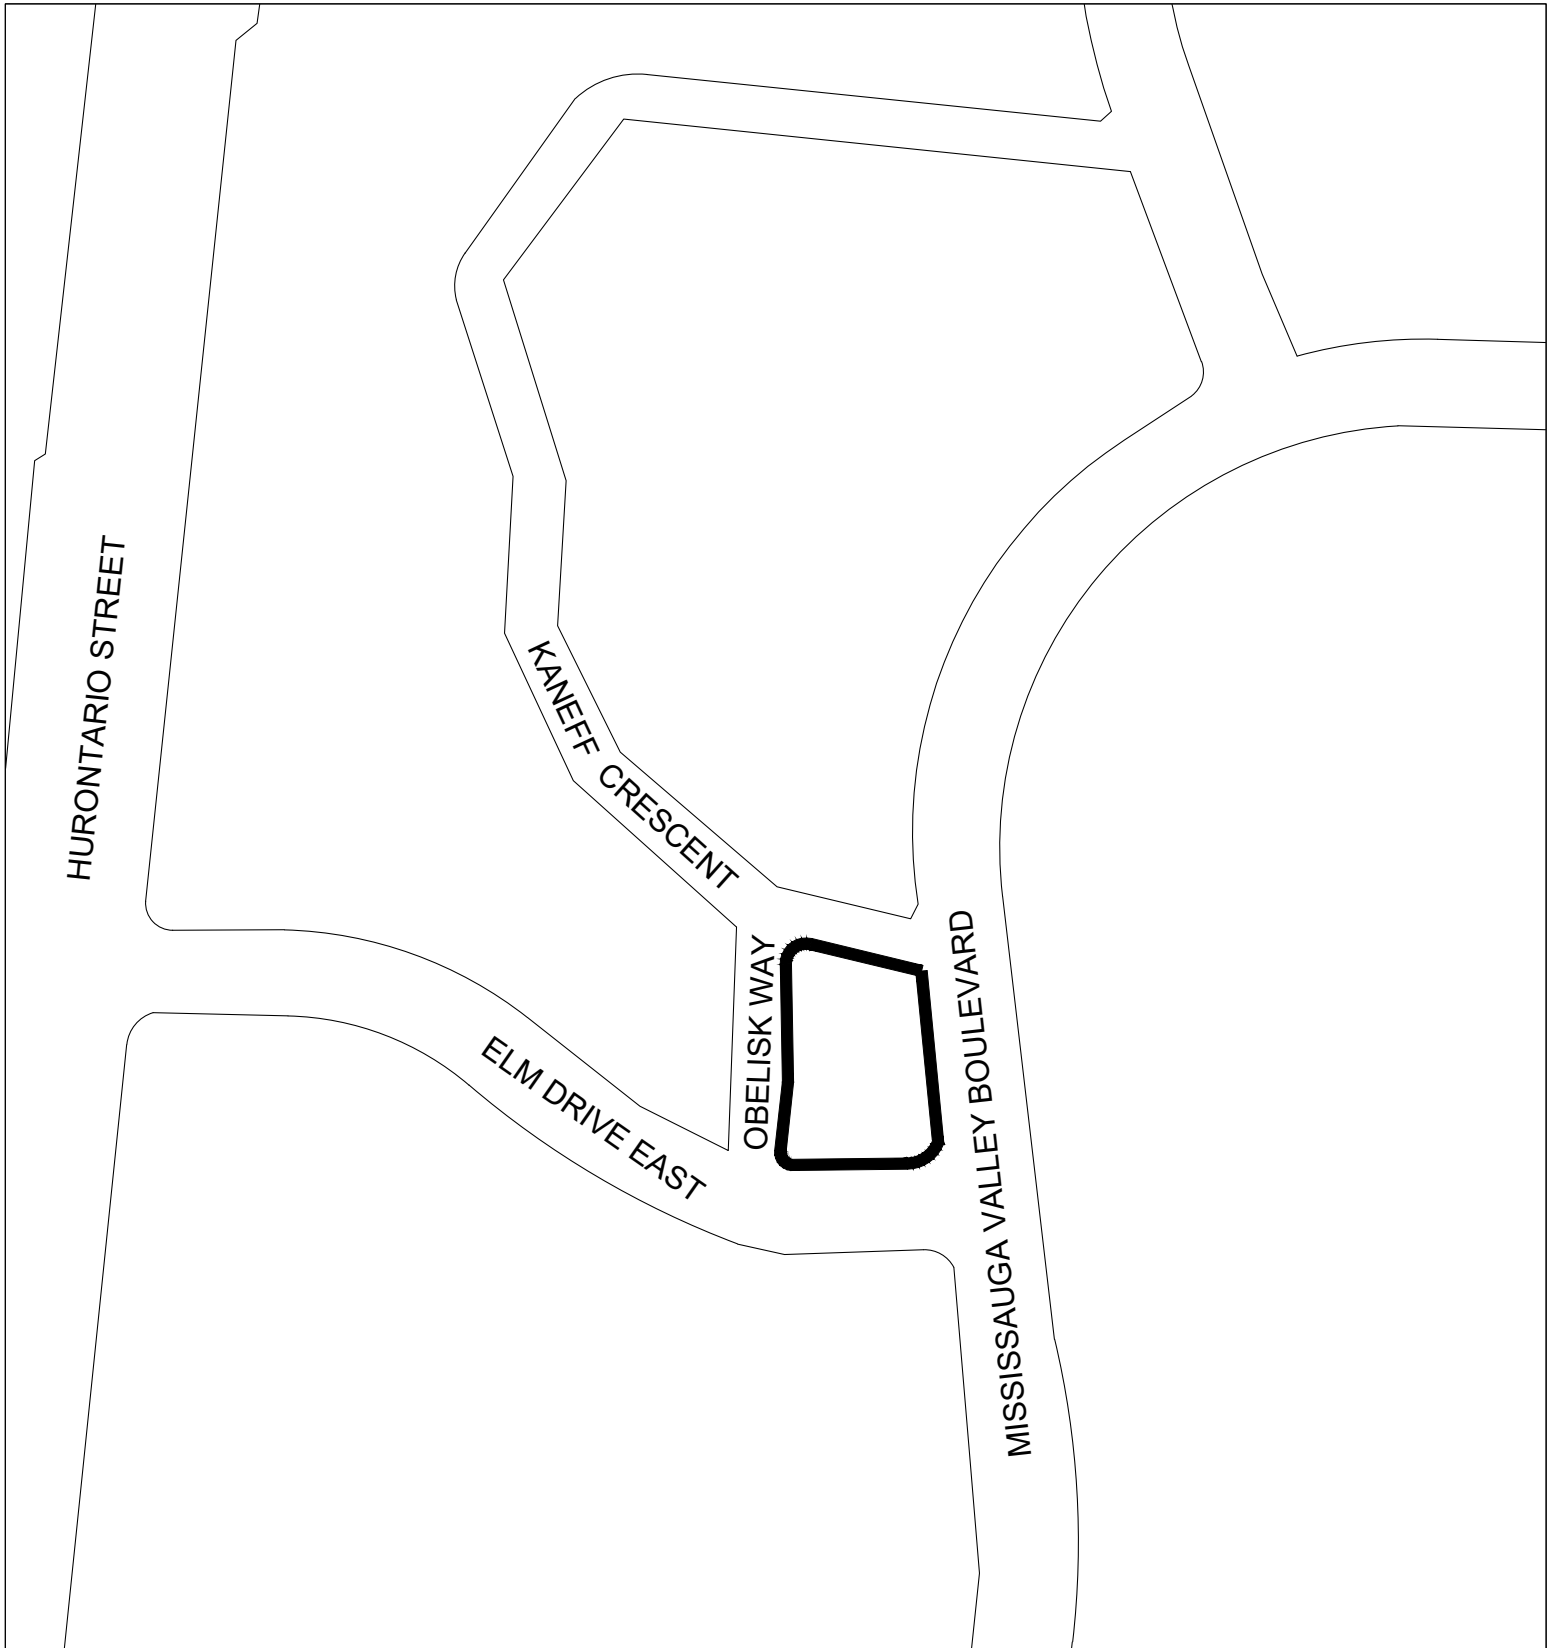 HURONTARIO STREET
KANEFF CRESCENT
OBELISK WAY
MISSISSAUGA VALLEY BOULEVARD
ELM DRIVE EAST